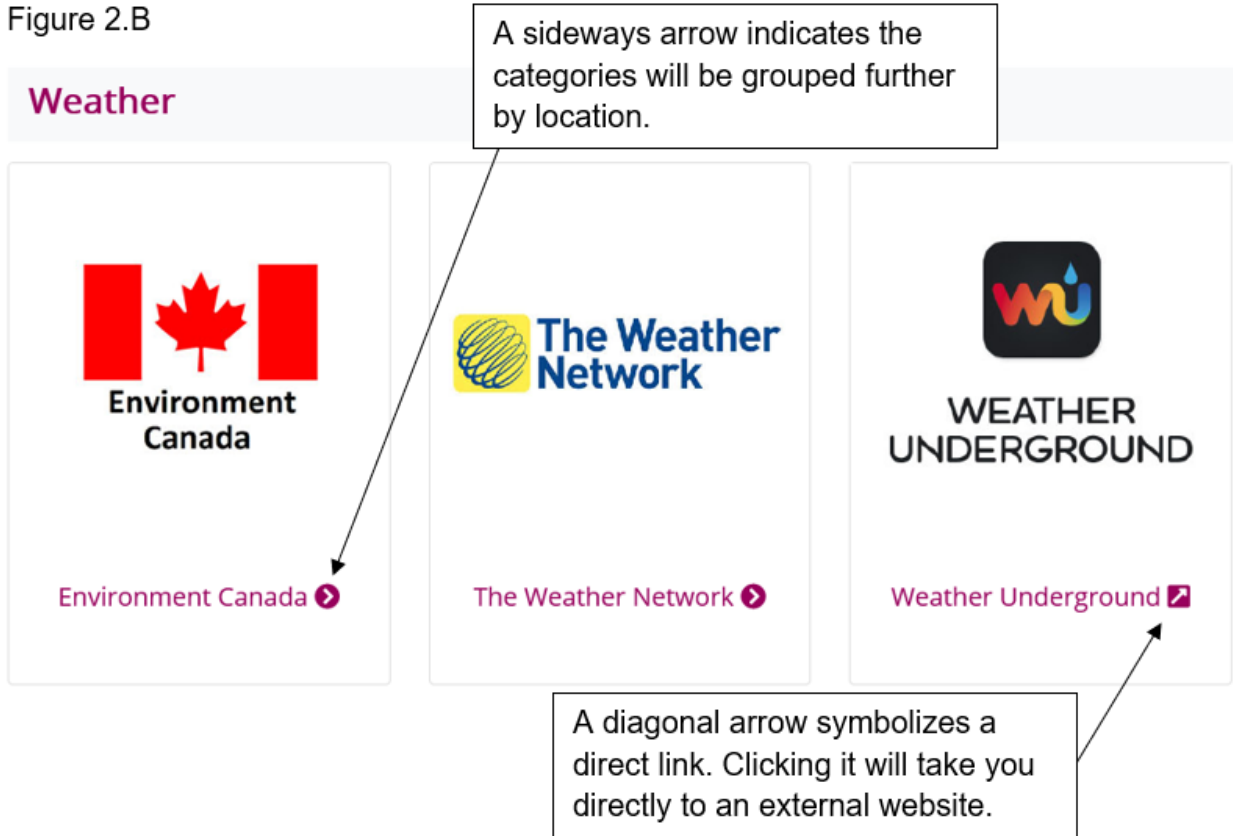 Figure 2.B
A sideways arrow indicates the
categories will be grouped further
by location.
Weather
Environment
Canada
The Weather
Network
WU
WEATHER
UNDERGROUND
Environment Canada
The Weather Network
Weather Underground
A diagonal arrow symbolizes a
direct link. Clicking it will take you
directly to an external website.